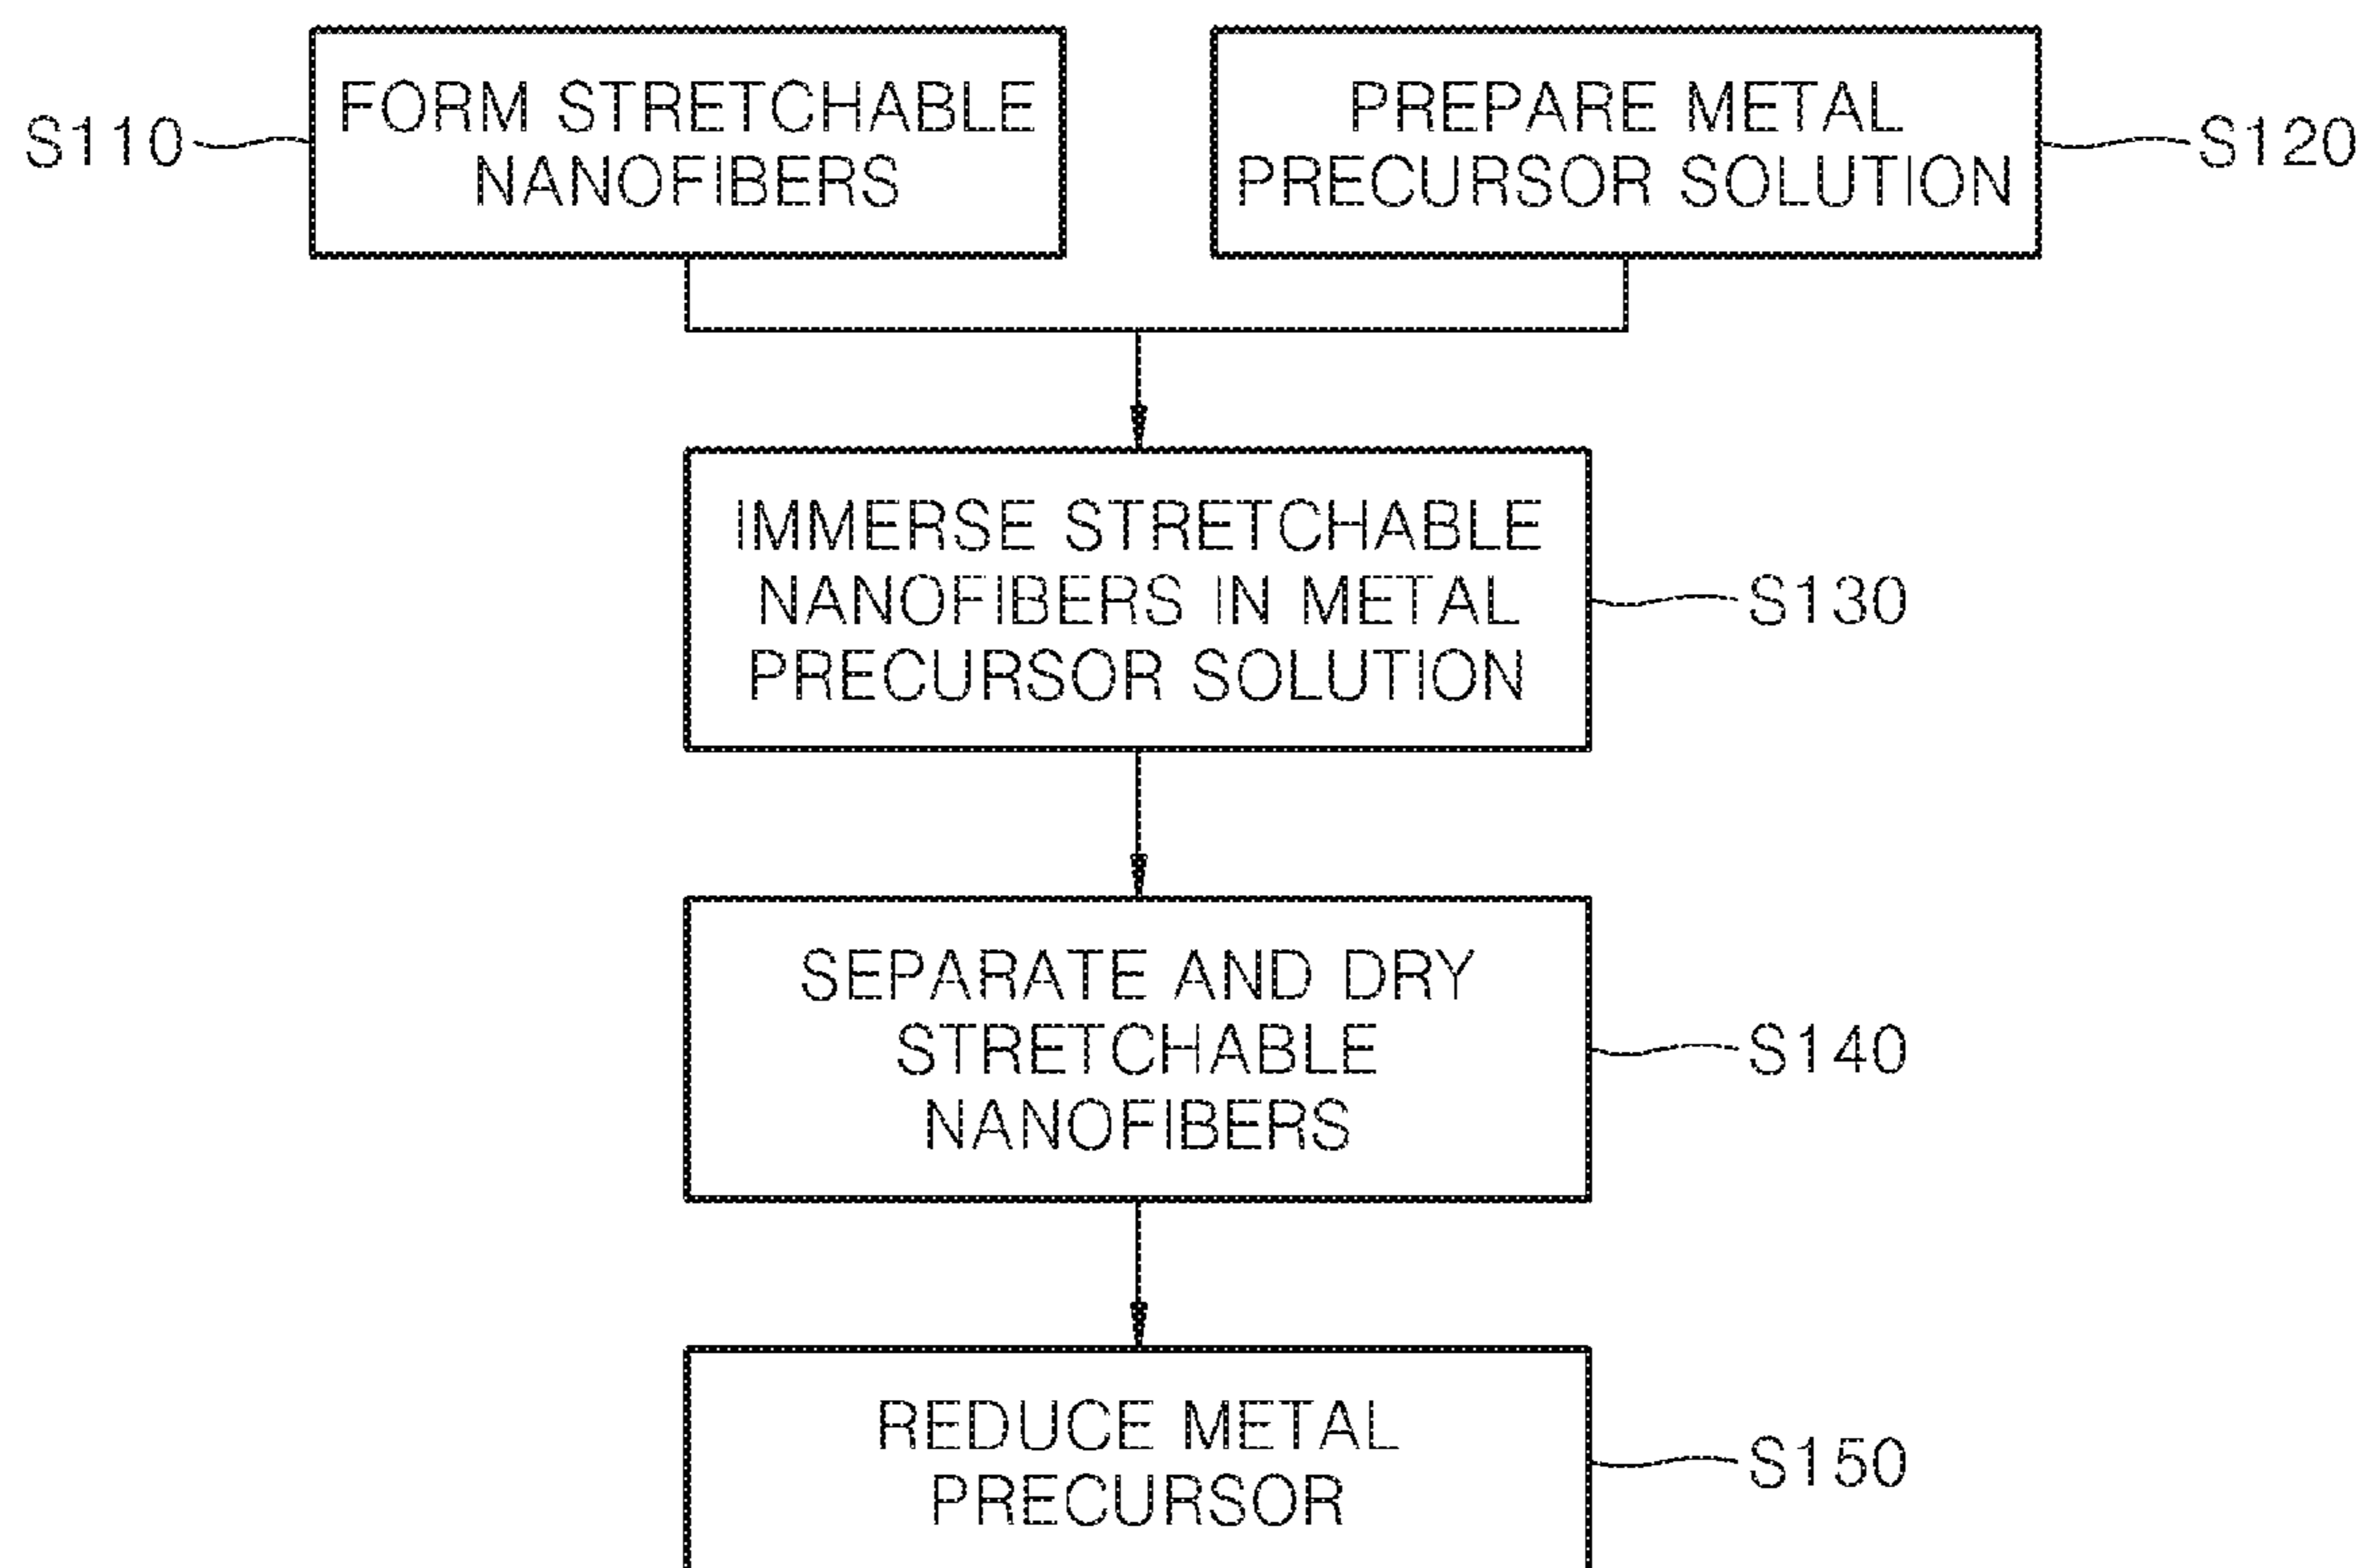 S110
FORM STRETCHABLE
NANOFIBERS
PREPARE METAL
PRECURSOR SOLUTION
S120
IMMERSE STRETCHABLE
NANOFIBERS IN METAL
PRECURSOR SOLUTION
S130
SEPARATE AND DRY
STRETCHABLE
NANOFIBERS
S140
REDUCE METAL
PRECURSOR
S150